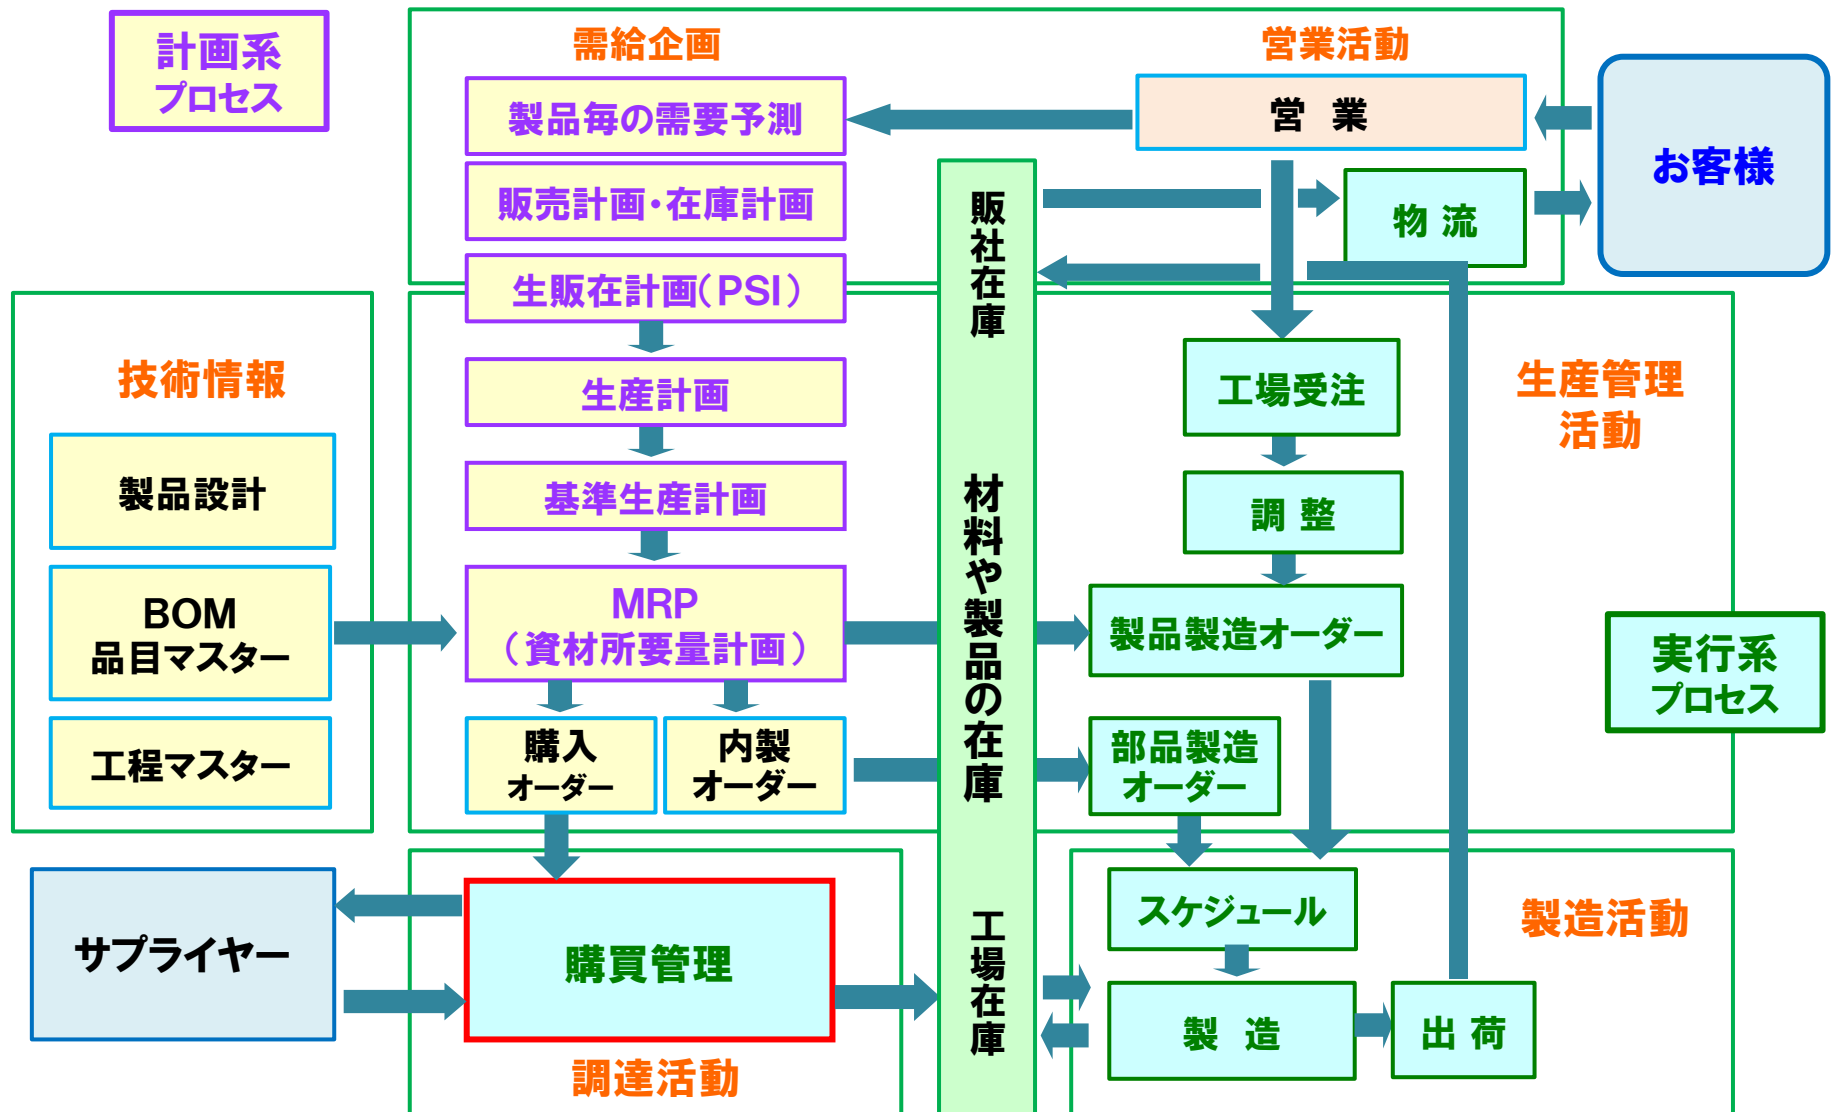 計画系
プロセス
需給企画
営業活動
製品毎の需要予測
営 業
お客様
販売計画・在庫計画
物 流
生販在計画(PSI)
販社在庫
技術情報
生産計画
工場受注
生産管理
活動
製品設計
基準生産計画
調 整
材料や製品の在庫
BOM
品目マスター
MRP
(資材所要量計画)
製品製造オーダー
実行系
プロセス
工程マスター
購入
オーダー
内製
オーダー
部品製造
オーダー
サプライヤー
購買管理
工場在庫
スケジュール
製造活動
製 造
出 荷
調達活動